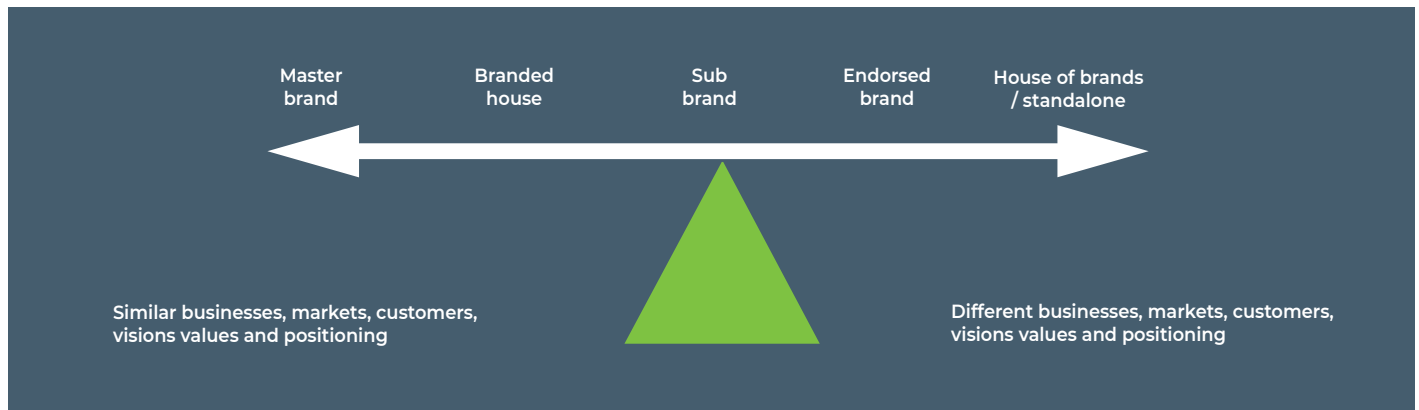 Master
brand
Branded
house
Sub
brand
Endorsed
brand
House of brands
/ standalone
Similar businesses, markets, customers,
visions values and positioning
Different businesses, markets, customers,
visions values and positioning